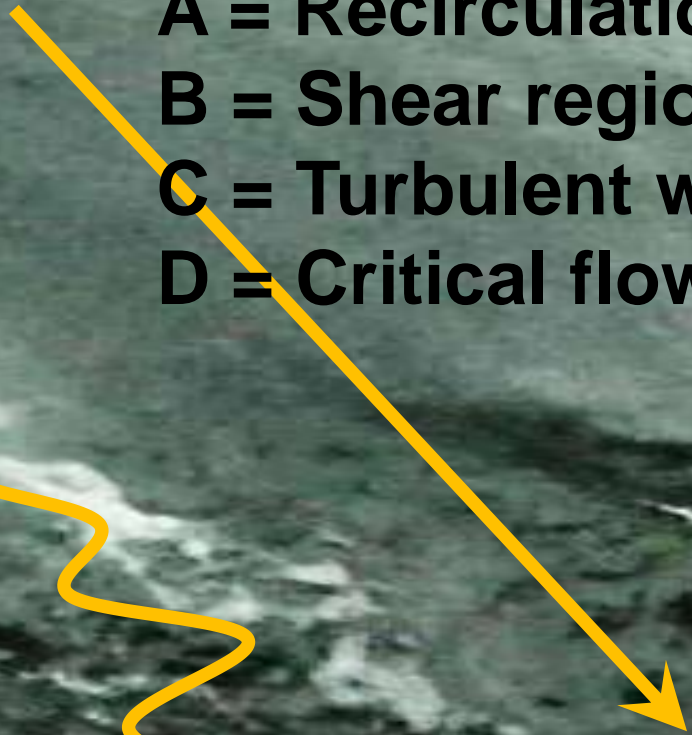 A = Recirculatio
B = Shear regio
C = Turbulent w
D = Critical flow